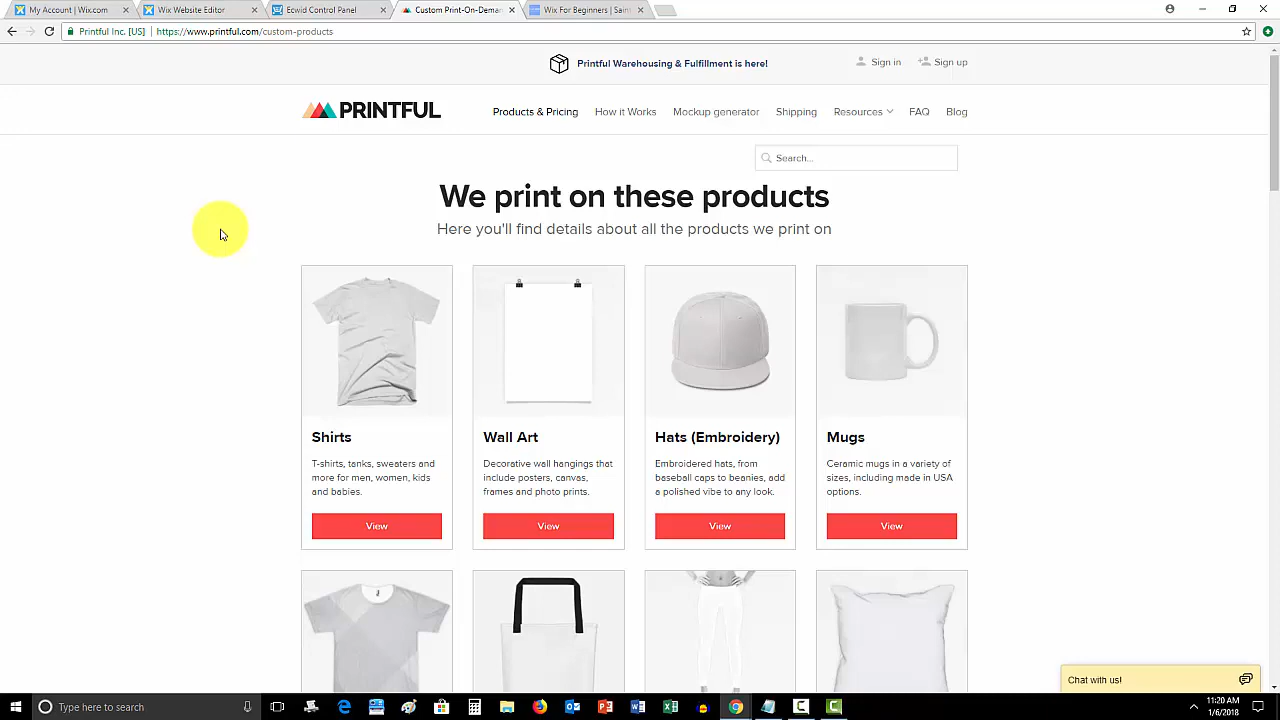 My Account | Wix.com
Wix Website Editor
Ecwid Control Panel
Custom Print-On-Deman
Wix For Beginners | Saint
Printful Inc. [US] https://www.printful.com/custom-products
Printful Warehousing & Fulfillment is here!
Sign in
Sign up
PRINTFUL
Products & Pricing
How it Works
Mockup generator
Shipping
Resources
FAQ
Blog
Search...
We print on these products
Here you'll find details about all the products we print on
Shirts
T-shirts, tanks, sweaters and
more for men, women, kids
and babies.
View
Wall Art
Decorative wall hangings that
include posters, canvas,
frames and photo prints.
View
Hats (Embroidery)
Embroidered hats, from
baseball caps to beanies, add
a polished vibe to any look.
View
Mugs
Ceramic mugs in a variety of
sizes, including made in USA
options.
View
Chat with us!
Type here to search
11:20 AM
1/6/2018